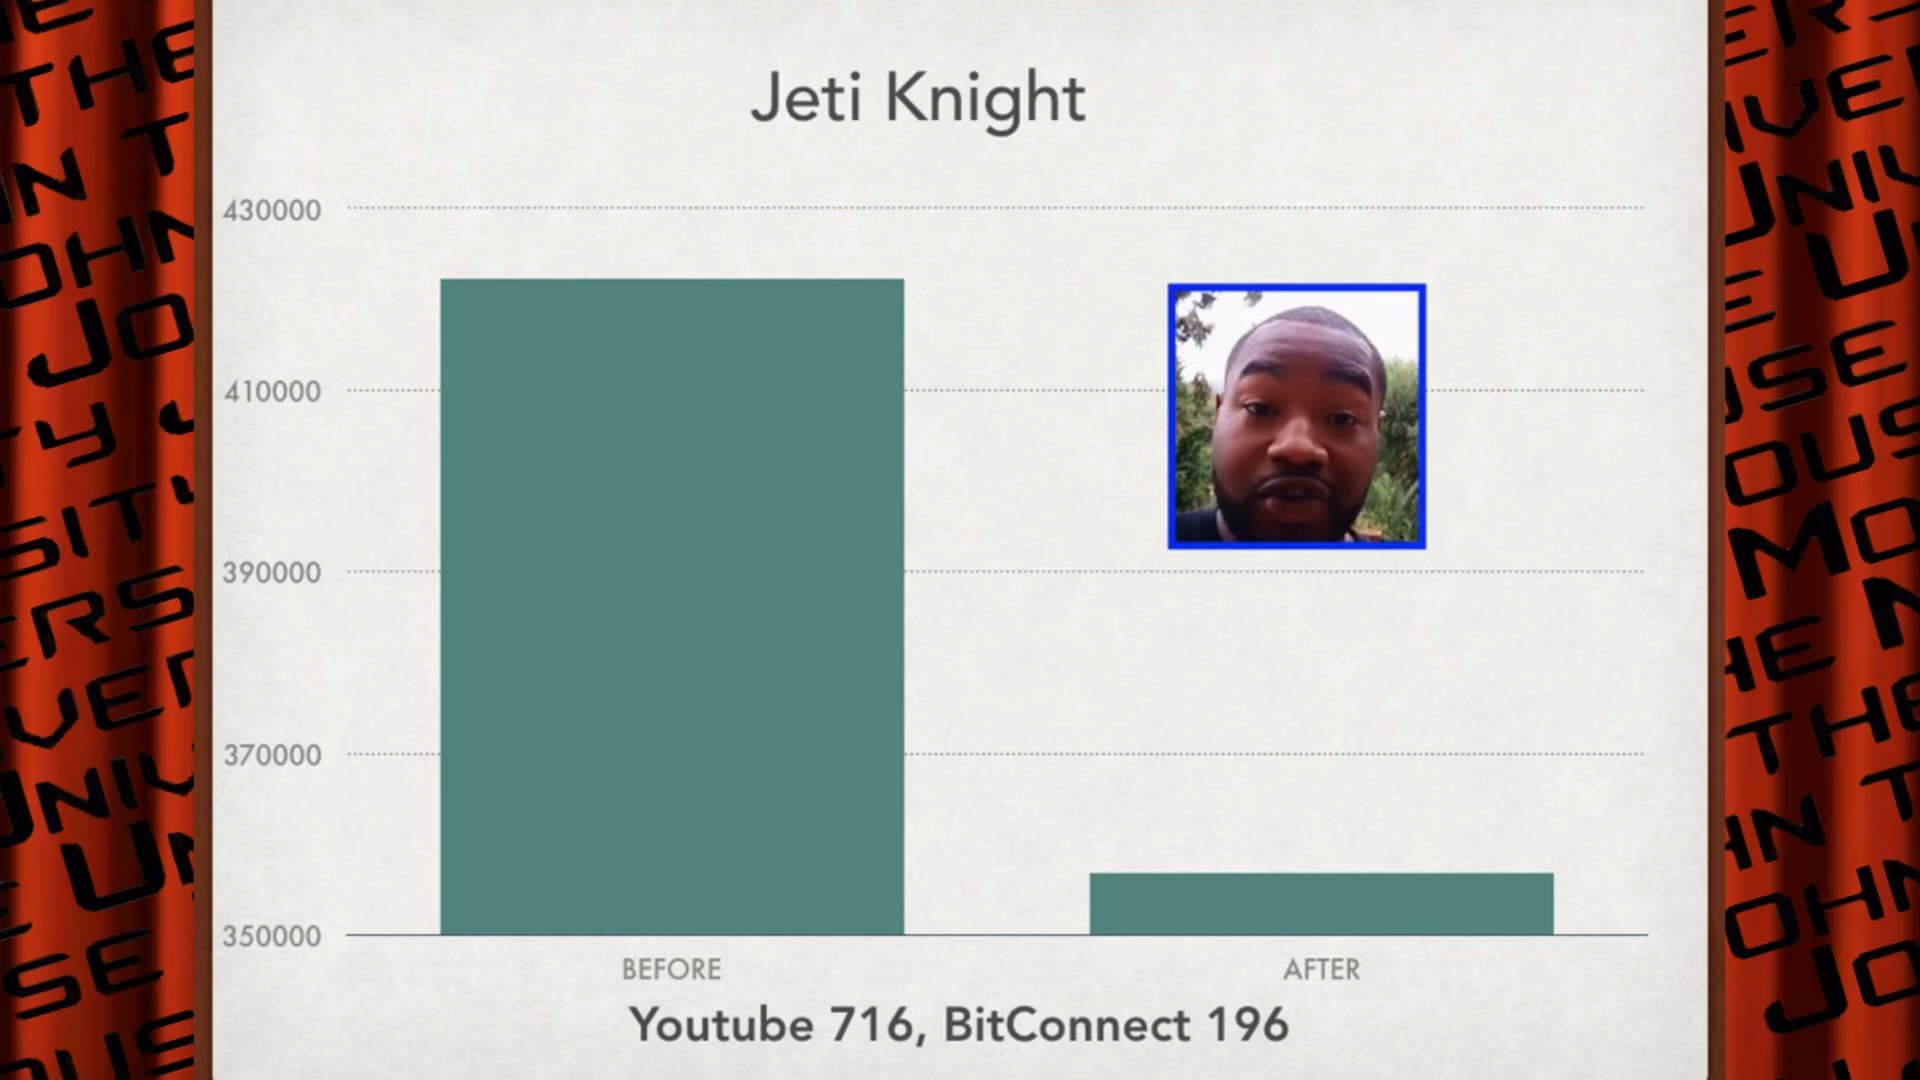 Jeti Knight
430000
410000
390000
370000
350000
BEFORE
AFTER
Youtube 716, BitConnect 196